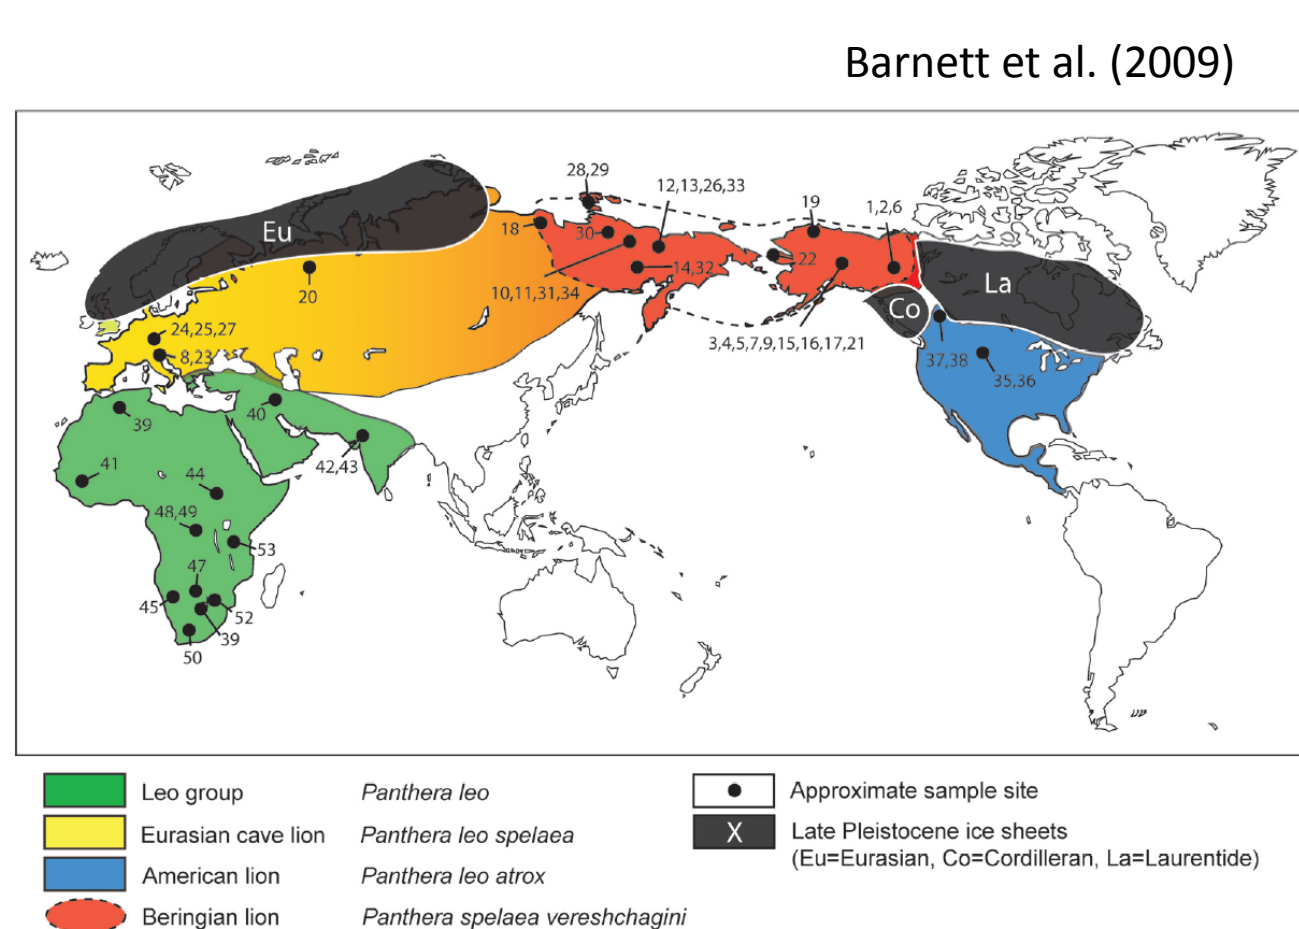 Barnett et al. (2009)
28,29
12,13,26,33
19
1,2,6
Eu
18
30
22
14,32
20
10,11,31,34
La
Co
24,25,27
3,4,5,7,9,15,16,17,21
8,23
37,38
35,36
40
39
42,43
41
44
48,49
53
47
45
52
39
50
Leo group Panthera leo
Eurasian cave lion Panthera leo spelaea
American lion Panthera leo atrox
Beringian lion Panthera spelaea vereshchagini
Approximate sample site
X Late Pleistocene ice sheets
(Eu=Eurasian, Co=Cordilleran, La=Laurentide)